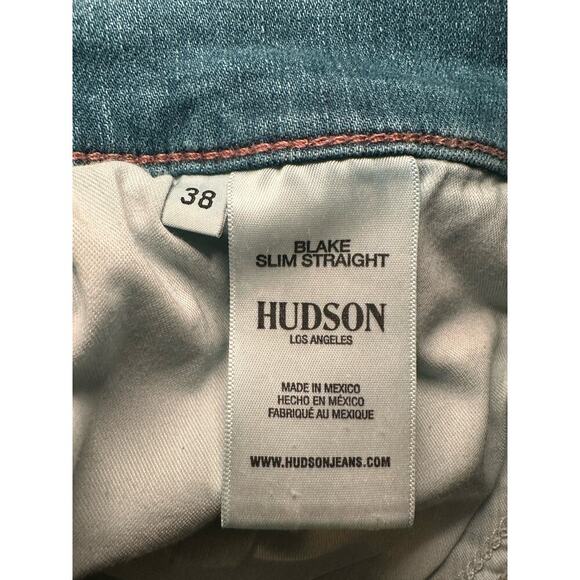 38
BLAKE
SLIM STRAIGHT
HUDSON
LOS ANGELES
MADE IN MEXICO
HECHO EN MÉXICO
FABRIQUÉ AU MEXIQUE
WWW.HUDSONJEANS.COM